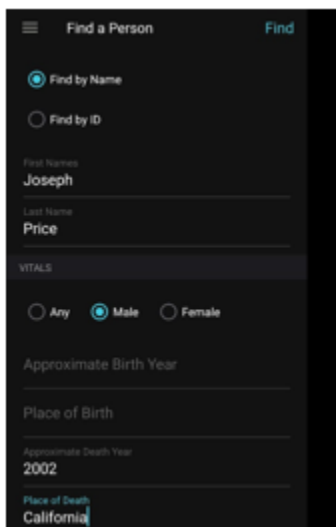 Find a Person Find
Find by Name
Find by ID
First Names
Joseph
Last Name
Price
VITALS
Any Male Female
Approximate Birth Year
Place of Birth
Approximate Death Year
2002
Place of Death
California